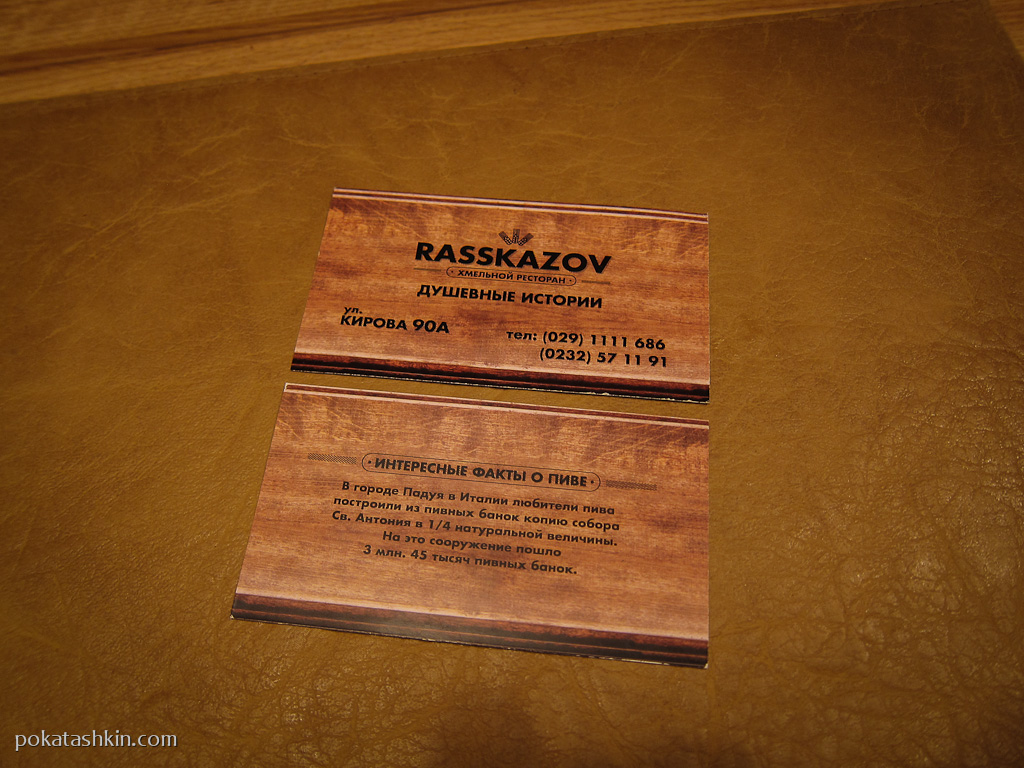 RASSKAZOV
· ХМЕЛЬНОЙ РЕСТОРАН ·
ДУШЕВНЫЕ ИСТОРИИ
ул.
КИРОВА 90А
тел: (029) 1111 686
(0232) 57 11 91
· ИНТЕРЕСНЫЕ ФАКТЫ О ПИВЕ ·
В городе Падуя в Италии любители пива
построили из пивных банок копию собора
Св. Антония в 1/4 натуральной величины.
На это сооружение пошло
3 млн. 45 тысяч пивных банок.
pokatashkin.com